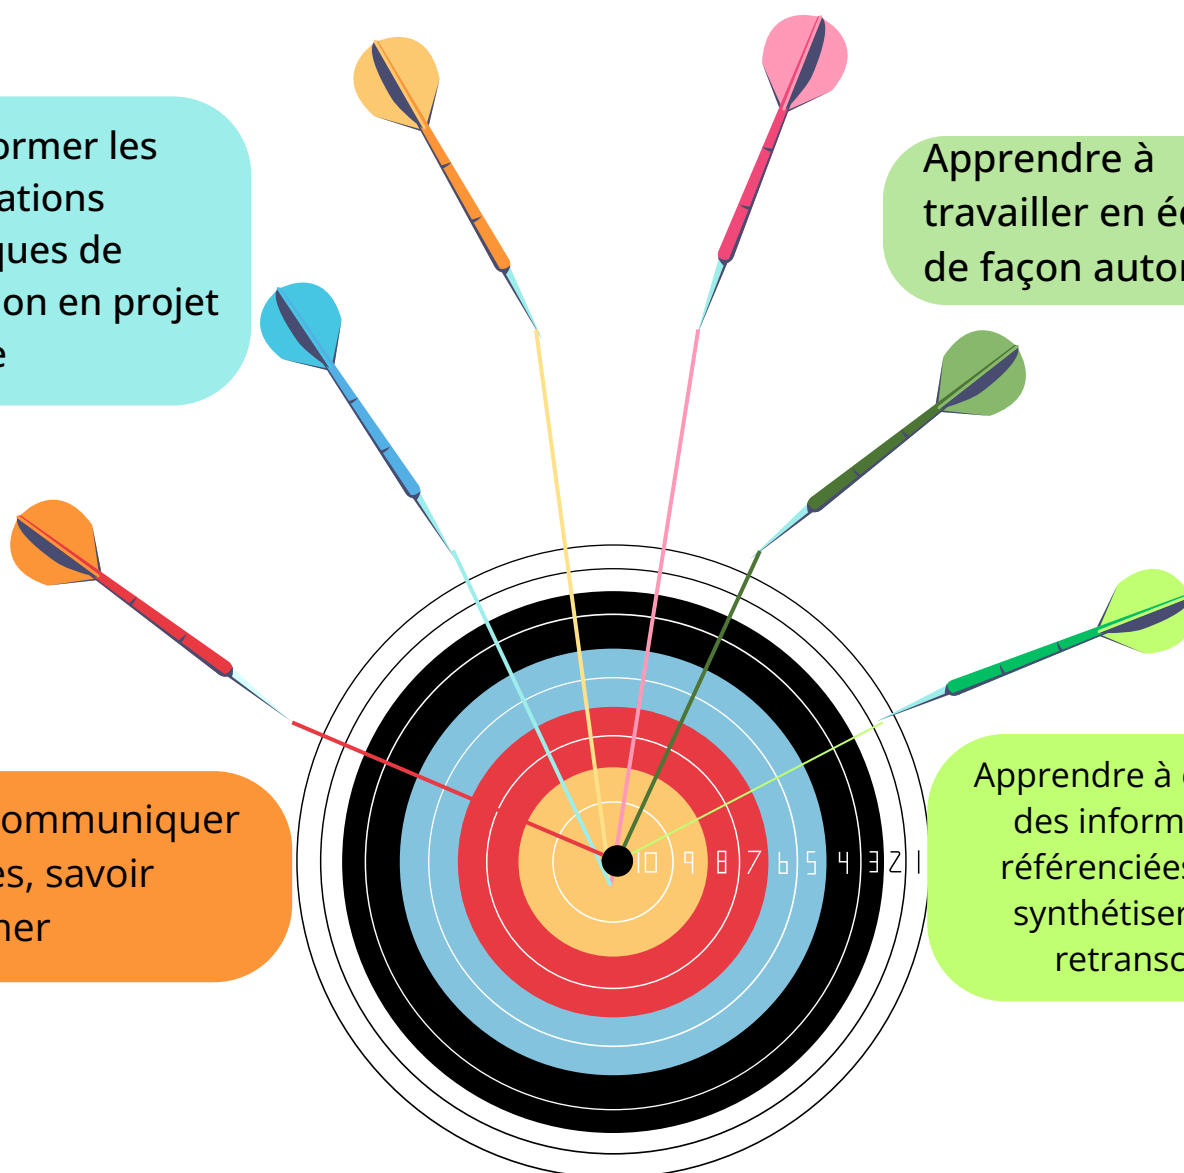 ormer les
ations
ques de
on en projet
e
Apprendre à
travailler en é
de façon auto
ommuniquer
es, savoir
ner
Apprendre à
des inform
référenciées
synthétiser
retransc
10 9 8 7 6 5 4 3 2 1